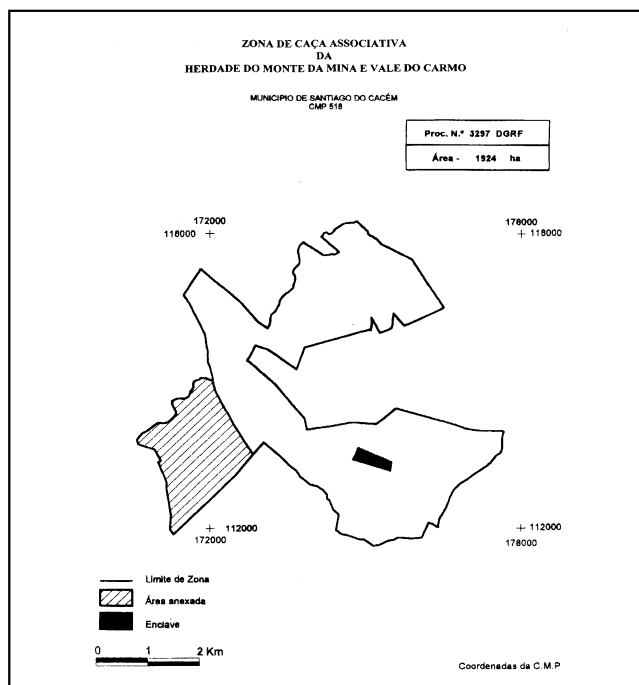 ZONA DE CAÇA ASSOCIATIVA
DA
HERDADE DO MONTE DA MINA E VALE DO CARMO
MUNICIPIO DE SANTIAGO DO CACÉM
CMP 518
Proc. N.º 3297 DGRF
Área - 1924 ha
172000
118000
178000
118000
112000
172000
112000
178000
Limite de Zona
Área anexada
Enclave
0 1 2 Km
Coordenadas da C.M.P